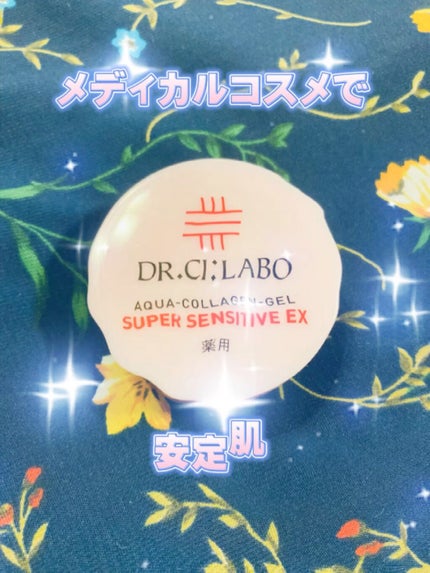 メディカルコスメで
DR.CI:LABO
AQUA-COLLAGEN-GEL
SUPER SENSITIVE EX
薬用
安定肌